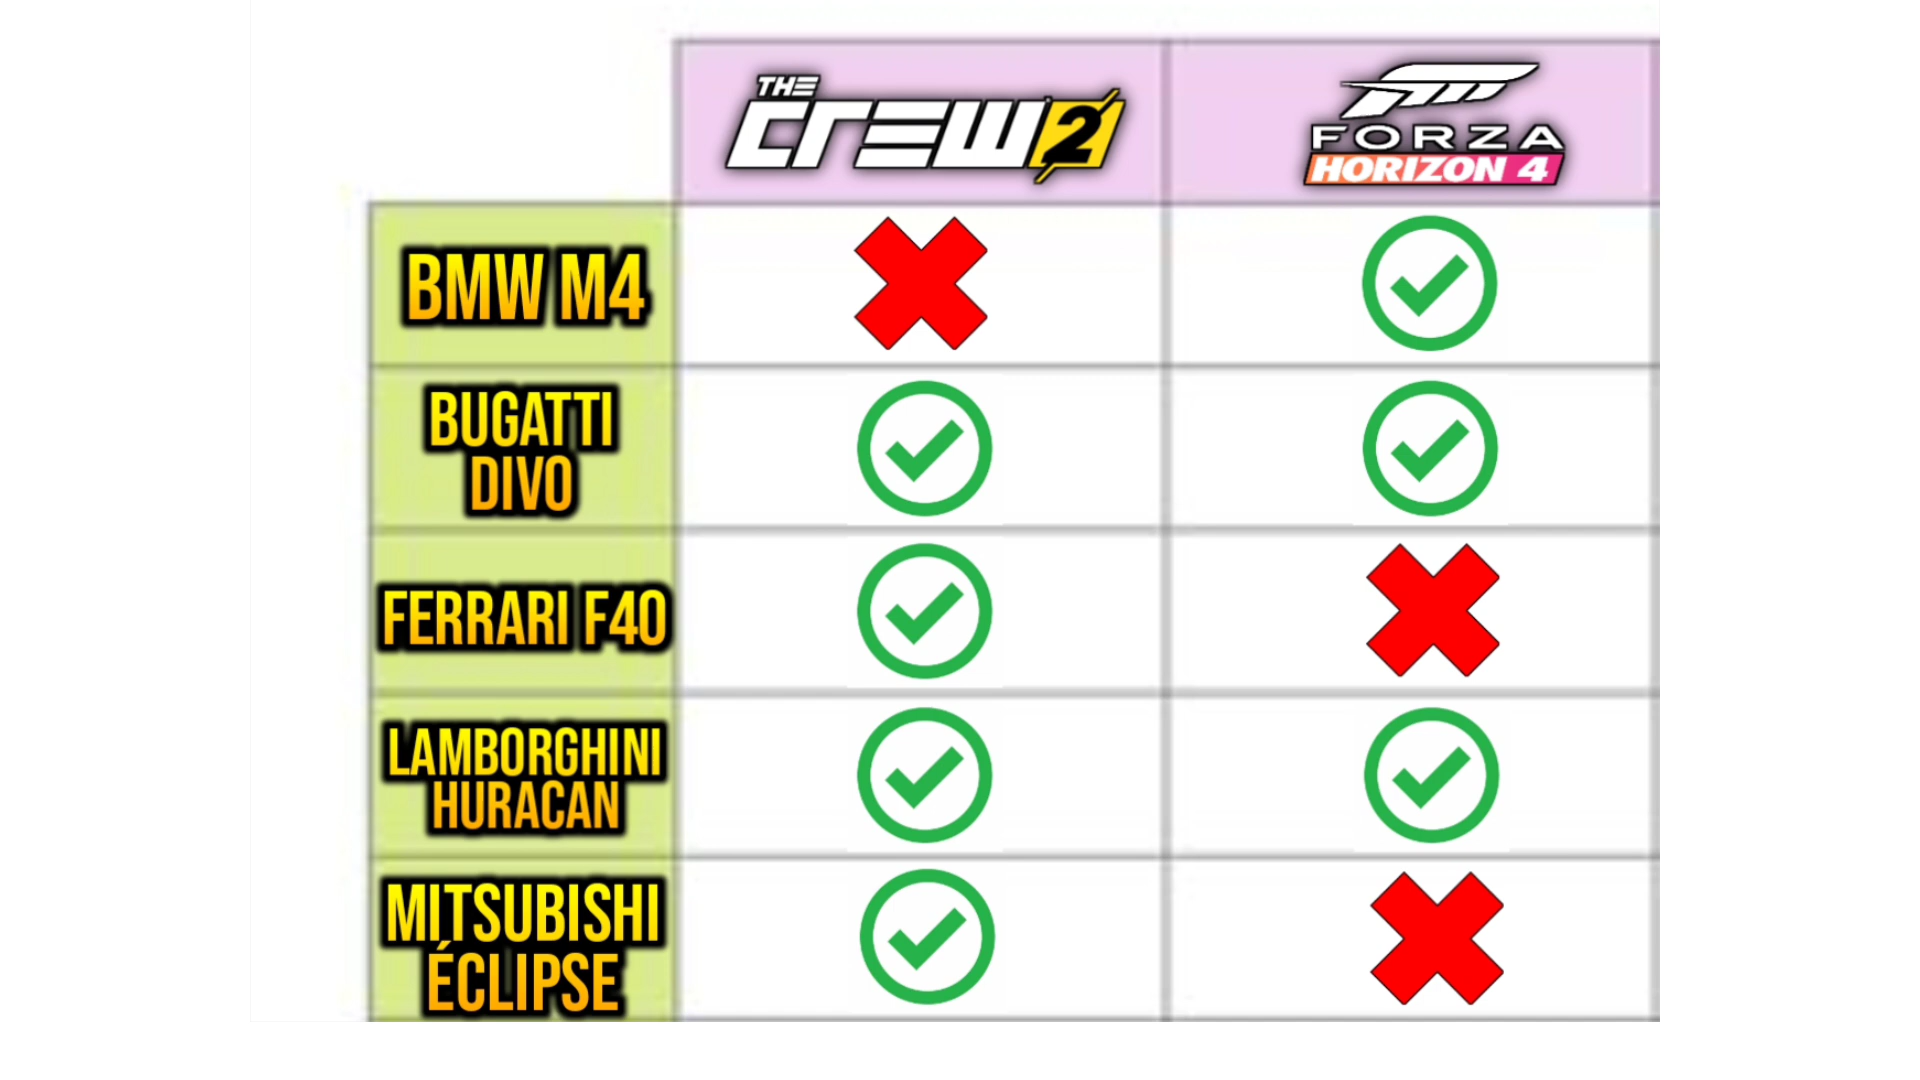 THE
CREW 2
FORZA
HORIZON 4
BMW M4
BUGATTI
DIVO
FERRARI F40
LAMBORGHINI
HURACAN
MITSUBISHI
ÉCLIPSE